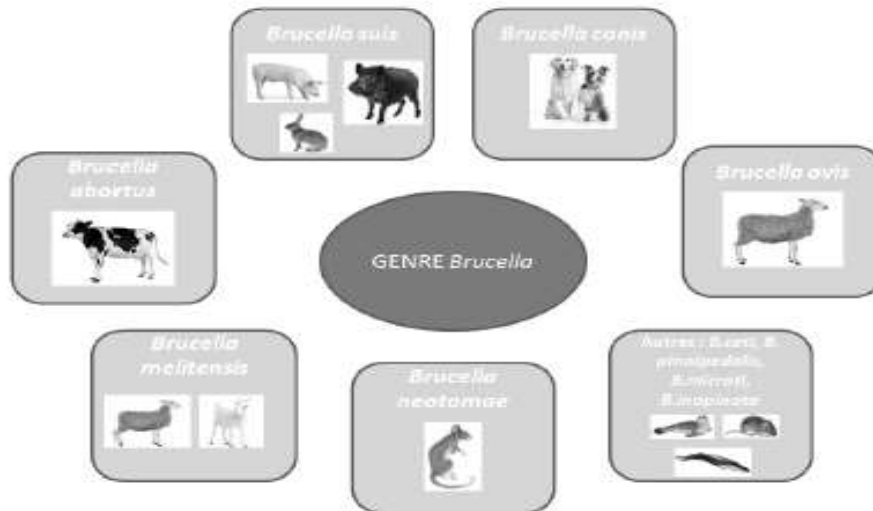 Brucella suis
Brucella canis
Brucella
abortus
Brucella ovis
GENRE Brucella
Brucella
melitensis
Brucella
neotomae
Autres : B.ceti, B.
pinnipedalis,
B.microti,
B.inopinata